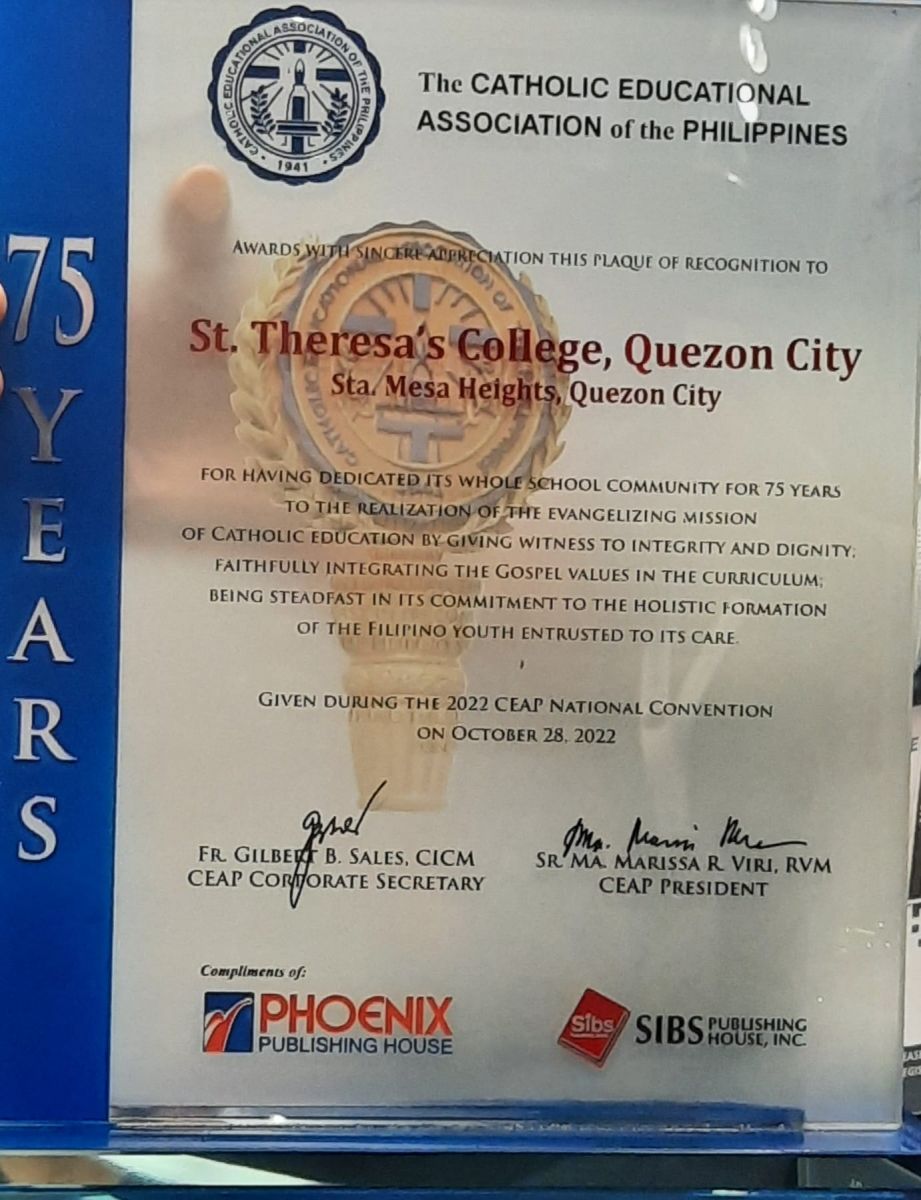 CATHOLIC EDUCATIONAL ASSOCIATION OF THE PHILIPPINES
• 1941 •
The CATHOLIC EDUCATIONAL
ASSOCIATION of the PHILIPPINES
75
YEARS
AWARDS WITH SINCERE APPRECIATION THIS PLAQUE OF RECOGNITION TO
St. Theresa's College, Quezon City
Sta. Mesa Heights, Quezon City
FOR HAVING DEDICATED ITS WHOLE SCHOOL COMMUNITY FOR 75 YEARS
TO THE REALIZATION OF THE EVANGELIZING MISSION
OF CATHOLIC EDUCATION BY GIVING WITNESS TO INTEGRITY AND DIGNITY;
FAITHFULLY INTEGRATING THE GOSPEL VALUES IN THE CURRICULUM;
BEING STEADFAST IN ITS COMMITMENT TO THE HOLISTIC FORMATION
OF THE FILIPINO YOUTH ENTRUSTED TO ITS CARE.
GIVEN DURING THE 2022 CEAP NATIONAL CONVENTION
ON OCTOBER 28, 2022
FR. GILBERT B. SALES, CICM
CEAP CORPORATE SECRETARY
SR. MA. MARISSA R. VIRI, RVM
CEAP PRESIDENT
Compliments of:
PHOENIX
PUBLISHING HOUSE
Sibs
SIBS PUBLISHING
HOUSE, INC.